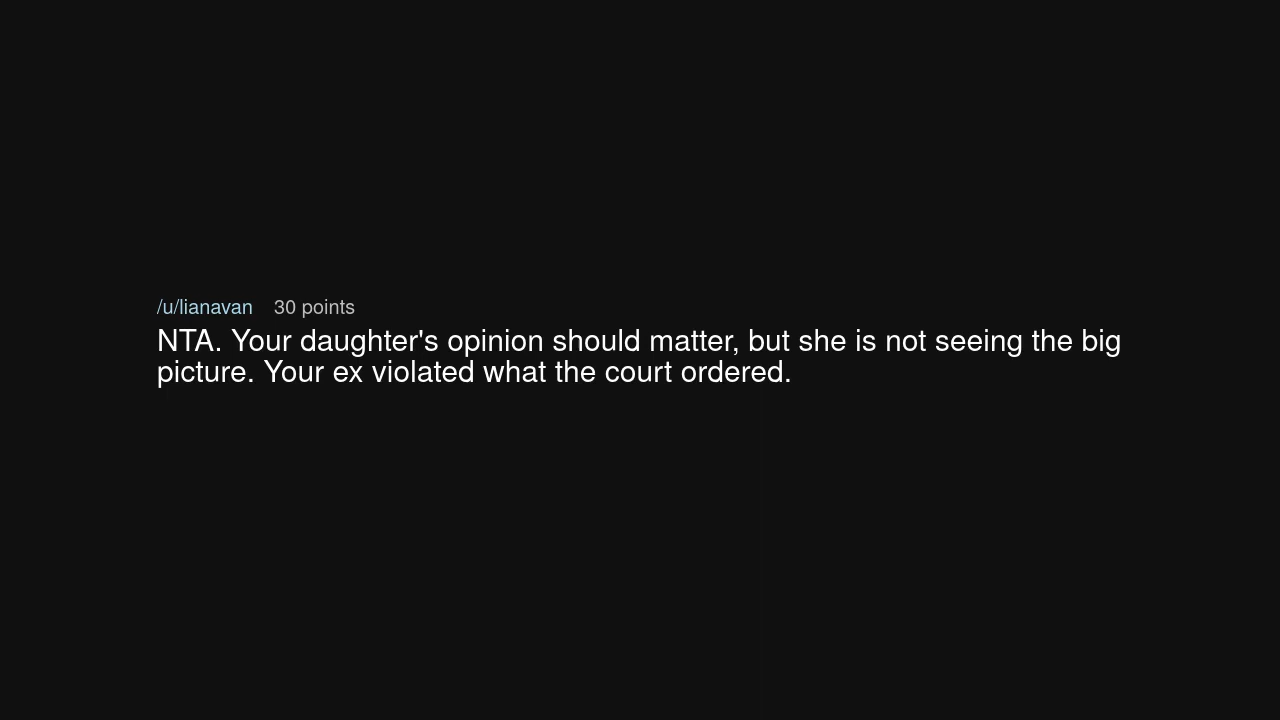 /u/lianavan 30 points
NTA. Your daughter's opinion should matter, but she is not seeing the big
picture. Your ex violated what the court ordered.